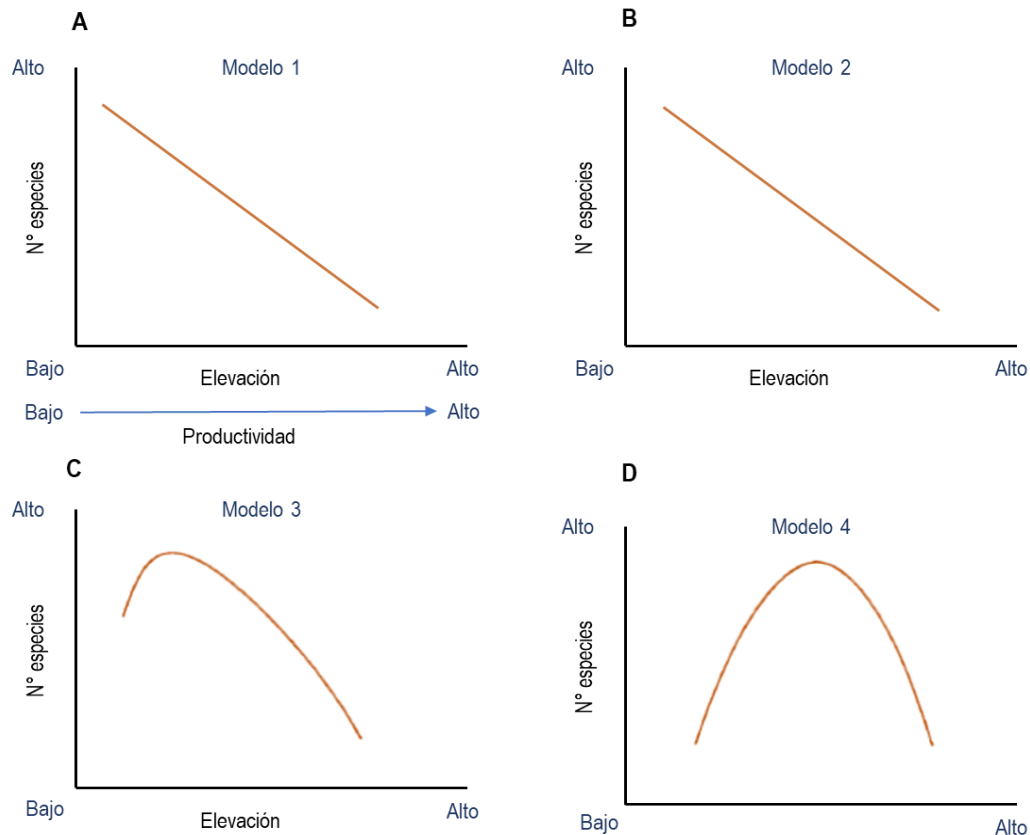 A
Modelo 1
Alto
N° especies
Bajo
Elevación
Alto
Bajo
Productividad
Alto
B
Modelo 2
Alto
N° especies
Bajo
Elevación
Alto
C
Modelo 3
Alto
N° especies
Bajo
Elevación
Alto
D
Modelo 4
Alto
N° especies
Bajo
Alto